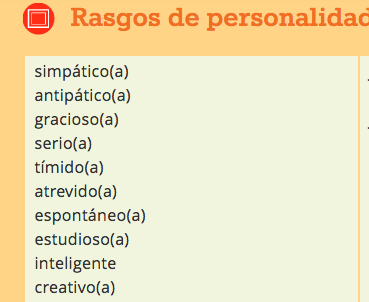 Rasgos de personalidad
simpático(a)
antipático(a)
gracioso(a)
serio(a)
tímido(a)
atrevido(a)
espontáneo(a)
estudioso(a)
inteligente
creativo(a)